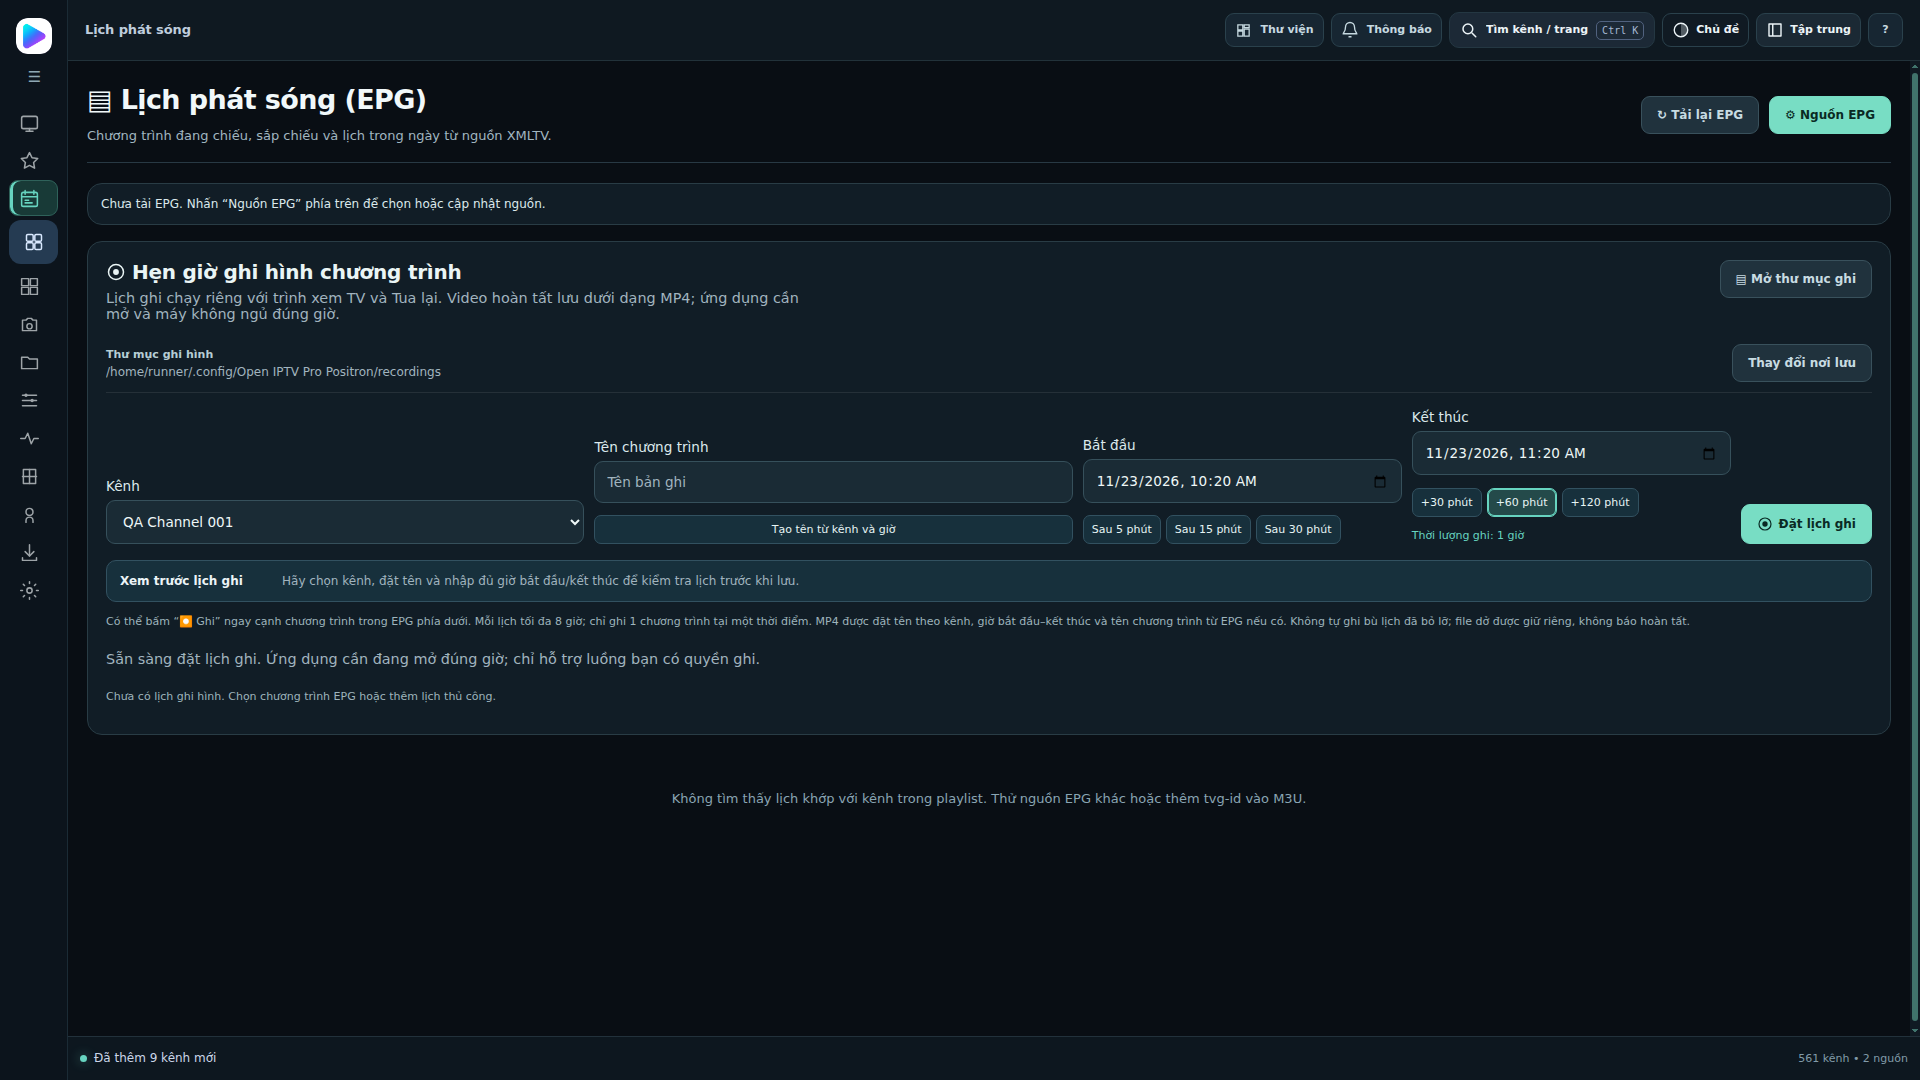 Lịch phát sóng
Thư viện
Thông báo
Tìm kênh / trang
Ctrl K
Chủ đề
Tập trung
?
▤ Lịch phát sóng (EPG)
Chương trình đang chiếu, sắp chiếu và lịch trong ngày từ nguồn XMLTV.
↻ Tải lại EPG
⚙ Nguồn EPG
Chưa tải EPG. Nhấn “Nguồn EPG” phía trên để chọn hoặc cập nhật nguồn.
Hẹn giờ ghi hình chương trình
Lịch ghi chạy riêng với trình xem TV và Tua lại. Video hoàn tất lưu dưới dạng MP4; ứng dụng cần
mở và máy không ngủ đúng giờ.
▤ Mở thư mục ghi
Thư mục ghi hình
/home/runner/.config/Open IPTV Pro Positron/recordings
Thay đổi nơi lưu
Kênh
QA Channel 001
Tên chương trình
Tên bản ghi
Tạo tên từ kênh và giờ
Bắt đầu
11/23/2026, 10:20 AM
Sau 5 phút
Sau 15 phút
Sau 30 phút
Kết thúc
11/23/2026, 11:20 AM
+30 phút
+60 phút
+120 phút
Thời lượng ghi: 1 giờ
Đặt lịch ghi
Xem trước lịch ghi
Hãy chọn kênh, đặt tên và nhập đủ giờ bắt đầu/kết thúc để kiểm tra lịch trước khi lưu.
Có thể bấm “⏺ Ghi” ngay cạnh chương trình trong EPG phía dưới. Mỗi lịch tối đa 8 giờ; chỉ ghi 1 chương trình tại một thời điểm. MP4 được đặt tên theo kênh, giờ bắt đầu–kết thúc và tên chương trình từ EPG nếu có. Không tự ghi bù lịch đã bỏ lỡ; file dở được giữ riêng, không báo hoàn tất.
Sẵn sàng đặt lịch ghi. Ứng dụng cần đang mở đúng giờ; chỉ hỗ trợ luồng bạn có quyền ghi.
Chưa có lịch ghi hình. Chọn chương trình EPG hoặc thêm lịch thủ công.
Không tìm thấy lịch khớp với kênh trong playlist. Thử nguồn EPG khác hoặc thêm tvg-id vào M3U.
Đã thêm 9 kênh mới
561 kênh • 2 nguồn